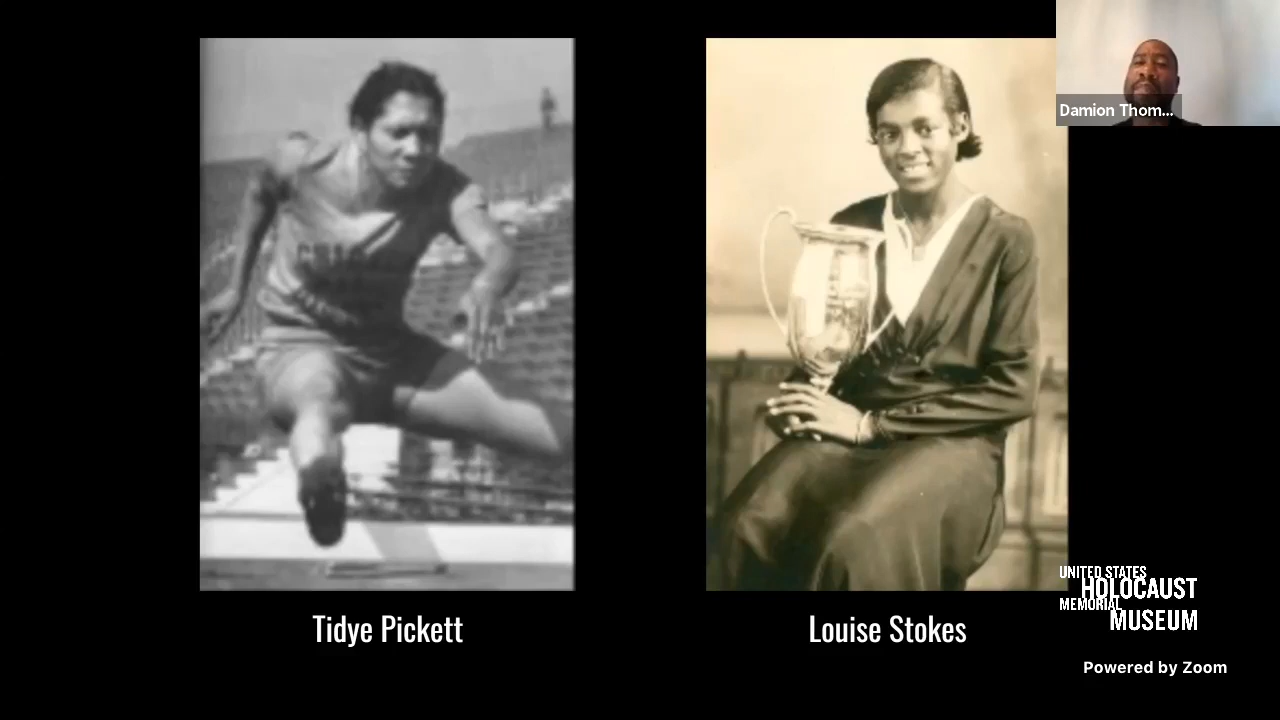 Damion Thom...
Tidye Pickett
Louise Stokes
UNITED STATES
HOLOCAUST
MEMORIAL
MUSEUM
Powered by Zoom